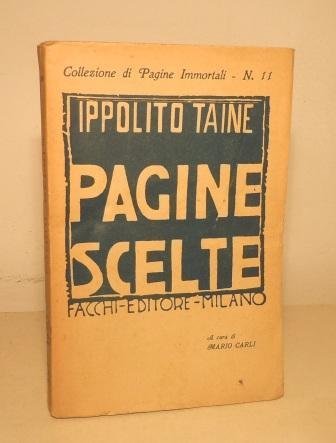 Collezione di Pagine Immortali - N. 11
IPPOLITO TAINE
PAGINE
SCELTE
FACCHI-EDITORE-MILANO
A cura di
MARIO CARLI